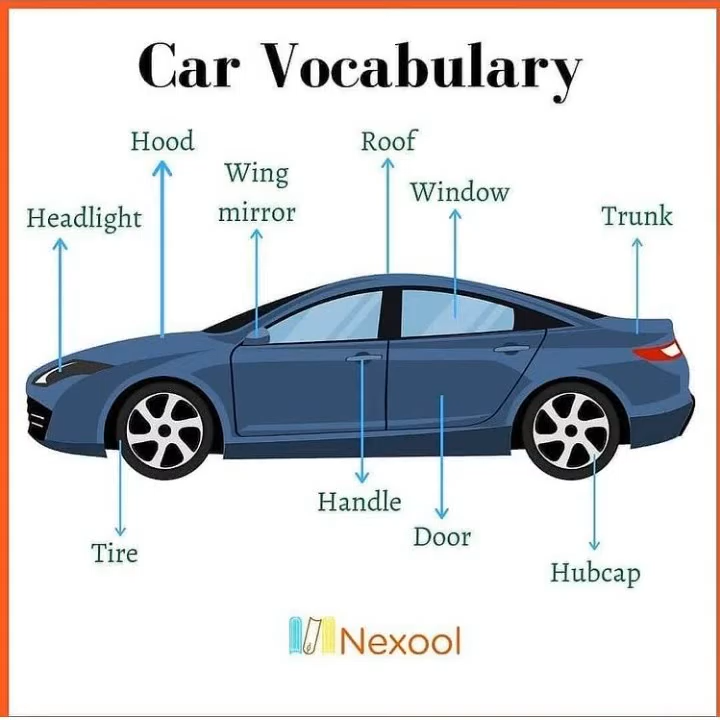 Car Vocabulary
Hood
Roof
Wing
mirror
Window
Headlight
Trunk
Handle
Door
Tire
Hubcap
Nexool